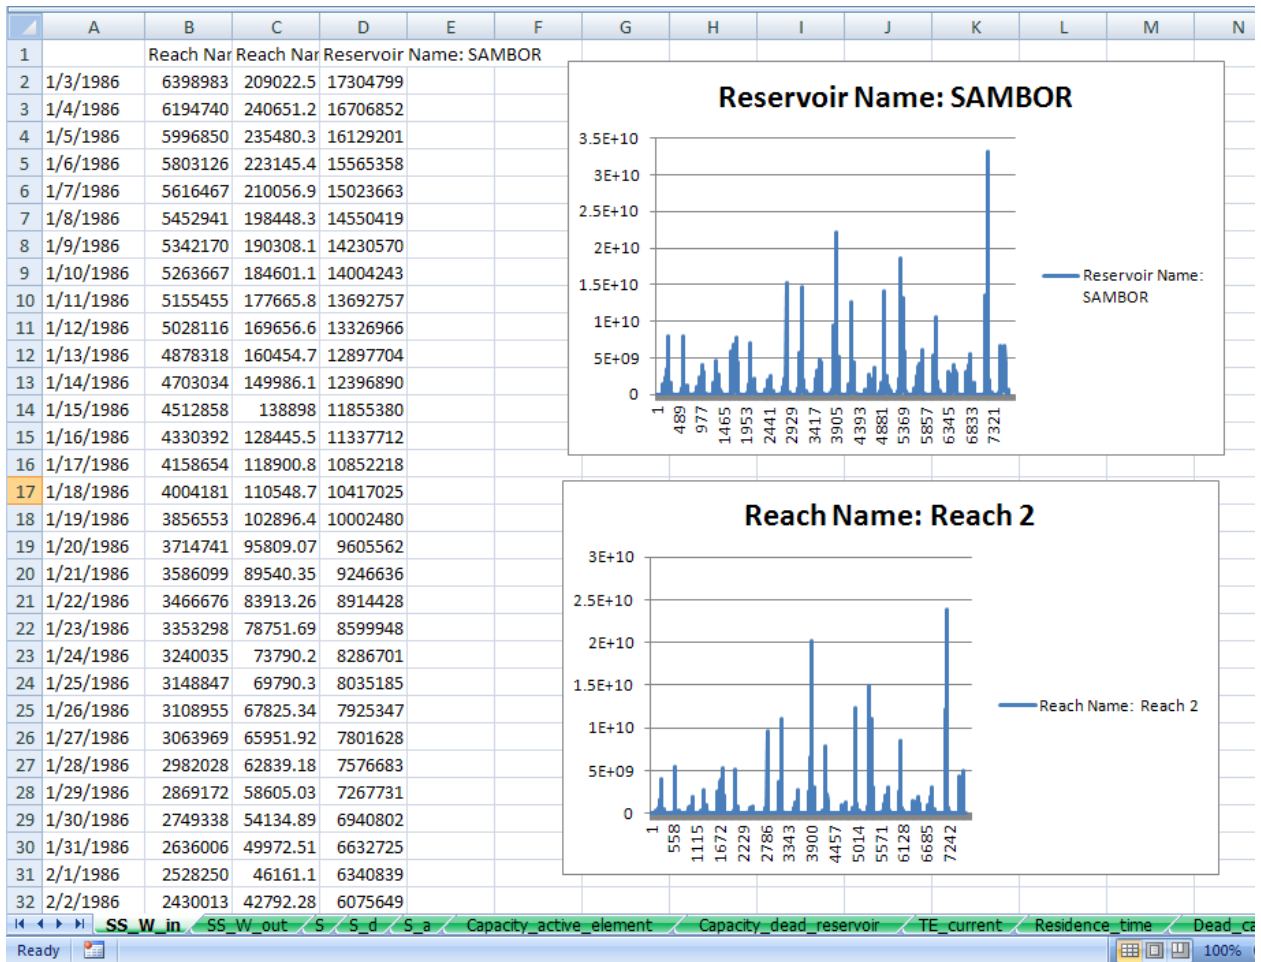 A B C D E F G H I J K L M N
1 Reach Nar Reach Nar Reservoir Name: SAMBOR
2 1/3/1986 6398983 209022.5 17304799
3 1/4/1986 6194740 240651.2 16706852
4 1/5/1986 5996850 235480.3 16129201
5 1/6/1986 5803126 223145.4 15565358
6 1/7/1986 5616467 210056.9 15023663
7 1/8/1986 5452941 198448.3 14550419
8 1/9/1986 5342170 190308.1 14230570
9 1/10/1986 5263667 184601.1 14004243
10 1/11/1986 5155455 177665.8 13692757
11 1/12/1986 5028116 169656.6 13326966
12 1/13/1986 4878318 160454.7 12897704
13 1/14/1986 4703034 149986.1 12396890
14 1/15/1986 4512858 138898 11855380
15 1/16/1986 4330392 128445.5 11337712
16 1/17/1986 4158654 118900.8 10852218
17 1/18/1986 4004181 110548.7 10417025
18 1/19/1986 3856553 102896.4 10002480
19 1/20/1986 3714741 95809.07 9605562
20 1/21/1986 3586099 89540.35 9246636
21 1/22/1986 3466676 83913.26 8914428
22 1/23/1986 3353298 78751.69 8599948
23 1/24/1986 3240035 73790.2 8286701
24 1/25/1986 3148847 69790.3 8035185
25 1/26/1986 3108955 67825.34 7925347
26 1/27/1986 3063969 65951.92 7801628
27 1/28/1986 2982028 62839.18 7576683
28 1/29/1986 2869172 58605.03 7267731
29 1/30/1986 2749338 54134.89 6940802
30 1/31/1986 2636006 49972.51 6632725
31 2/1/1986 2528250 46161.1 6340839
32 2/2/1986 2430013 42792.28 6075649
Reservoir Name: SAMBOR
3.5E+10
3E+10
2.5E+10
2E+10
1.5E+10
1E+10
5E+09
0
1 489 977 1465 1953 2441 2929 3417 3905 4393 4881 5369 5857 6345 6833 7321
Reservoir Name:
SAMBOR
Reach Name: Reach 2
3E+10
2.5E+10
2E+10
1.5E+10
1E+10
5E+09
0
1 558 1115 1672 2229 2786 3343 3900 4457 5014 5571 6128 6685 7242
Reach Name: Reach 2
SS_W_in SS_W_out S S_d S_a Capacity_active_element Capacity_dead_reservoir TE_current Residence_time Dead_ca
Ready 100%